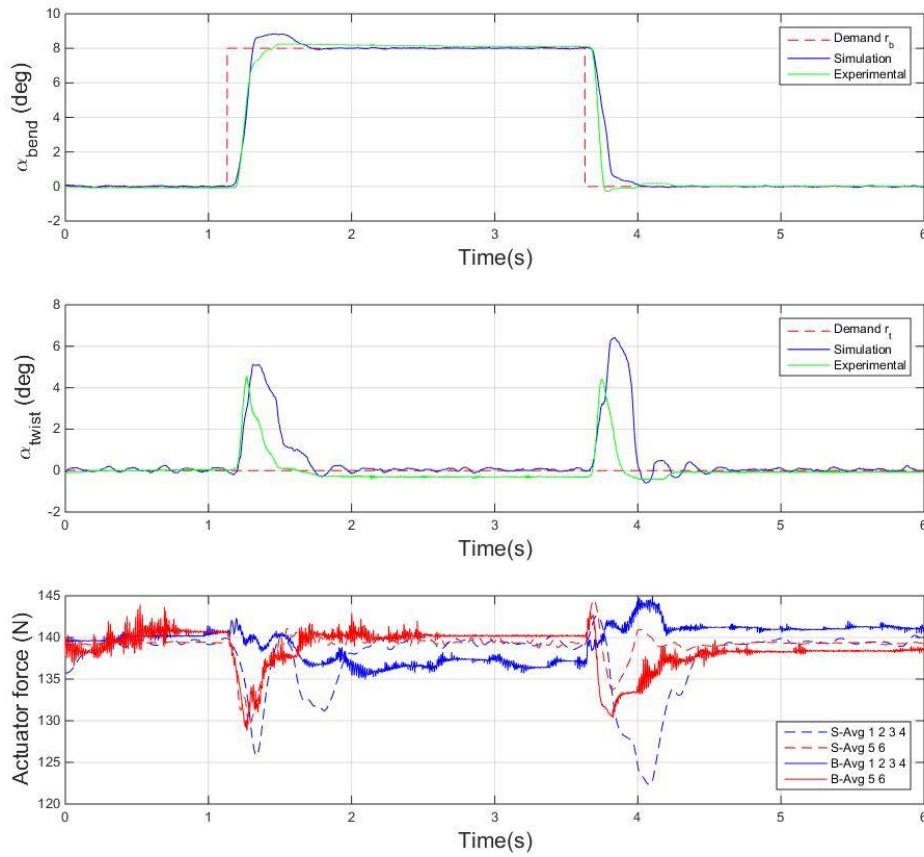 10
8
6
4
2
0
-2
α_bend (deg)
0 1 2 3 4 5 6
Time(s)
Demand r_b
Simulation
Experimental
8
6
4
2
0
-2
α_twist (deg)
0 1 2 3 4 5 6
Time(s)
Demand r_t
Simulation
Experimental
145
140
135
130
125
120
Actuator force (N)
0 1 2 3 4 5 6
Time(s)
S-Avg 1 2 3 4
S-Avg 5 6
B-Avg 1 2 3 4
B-Avg 5 6